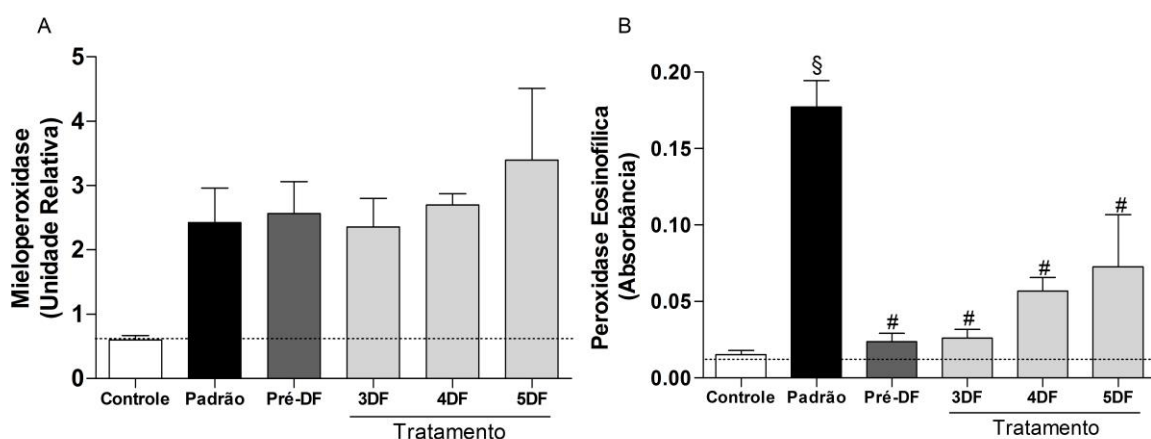 A
Mieloperoxidase
(Unidade Relativa)
5
4
3
2
1
0
Controle Padrão Pré-DF 3DF 4DF 5DF
Tratamento
B
Peroxidase Eosinofílica
(Absorbância)
0.20
0.15
0.10
0.05
0.00
§
#
#
#
#
Controle Padrão Pré-DF 3DF 4DF 5DF
Tratamento